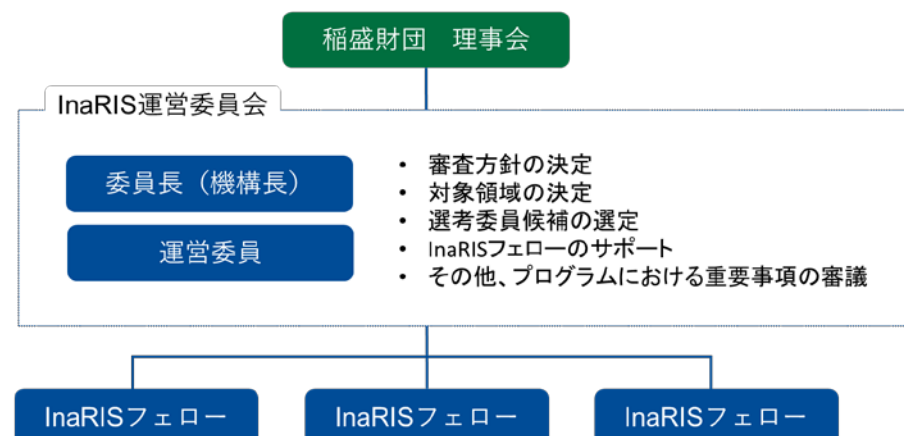 稲盛財団　理事会
InaRIS運営委員会
委員長（機構長）
運営委員
• 審査方針の決定
• 対象領域の決定
• 選考委員候補の選定
• InaRISフェローのサポート
• その他、プログラムにおける重要事項の審議
InaRISフェロー
InaRISフェロー
InaRISフェロー